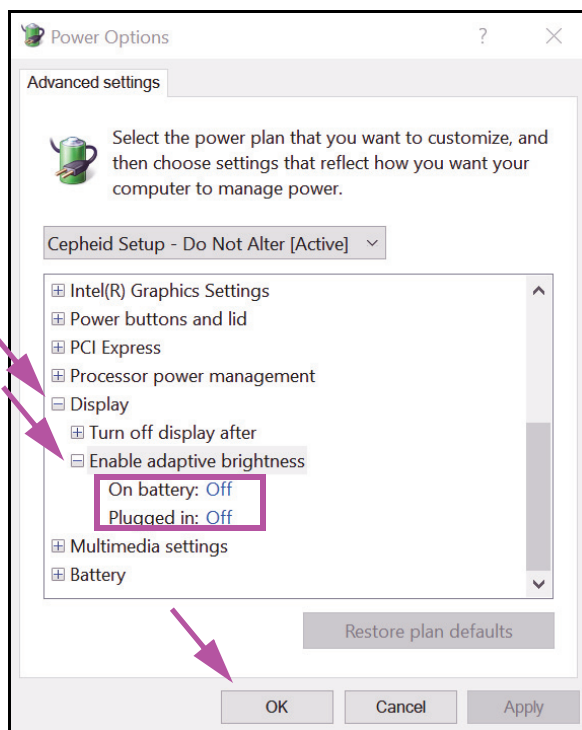 Power Options
?
Advanced settings
Select the power plan that you want to customize, and
then choose settings that reflect how you want your
computer to manage power.
Cepheid Setup - Do Not Alter [Active]
Intel(R) Graphics Settings
Power buttons and lid
PCI Express
Processor power management
Display
Turn off display after
Enable adaptive brightness
On battery: Off
Plugged in: Off
Multimedia settings
Battery
Restore plan defaults
OK Cancel Apply